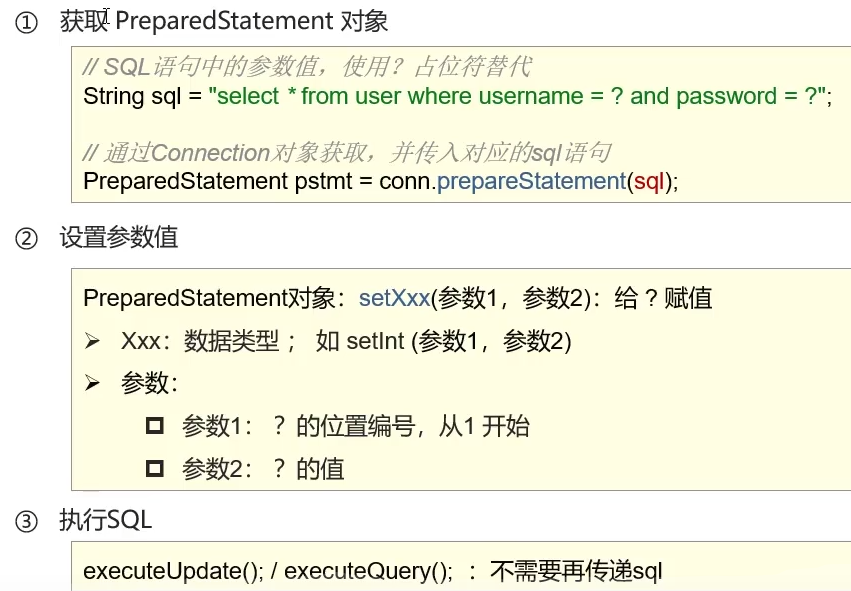 ① 获取 PreparedStatement 对象
// SQL语句中的参数值，使用？占位符替代
String sql = "select * from user where username = ? and password = ?";
// 通过Connection对象获取，并传入对应的sql语句
PreparedStatement pstmt = conn.prepareStatement(sql);
② 设置参数值
PreparedStatement对象：setXxx(参数1，参数2)：给 ? 赋值
➢ Xxx：数据类型 ； 如 setInt (参数1，参数2)
➢ 参数：
参数1： ？的位置编号，从1 开始
参数2： ？的值
③ 执行SQL
executeUpdate(); / executeQuery(); ：不需要再传递sql